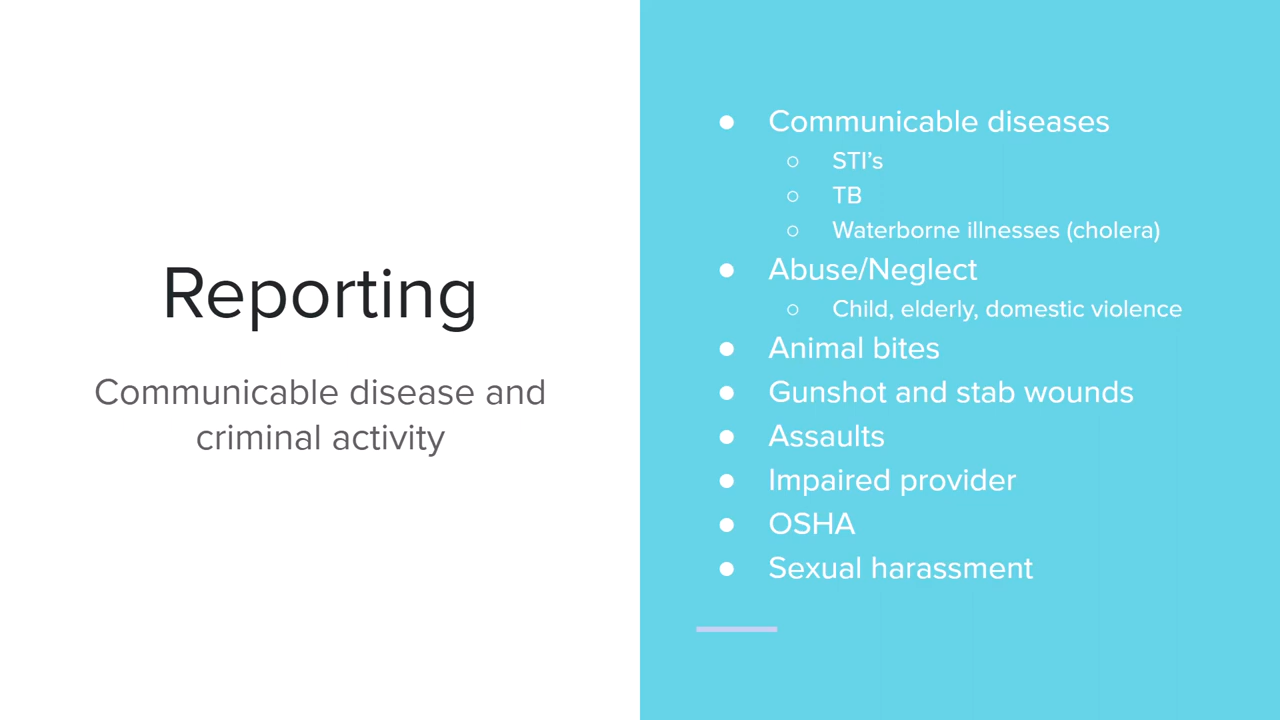 Reporting
Communicable disease and
criminal activity
● Communicable diseases
○ STI's
○ TB
○ Waterborne illnesses (cholera)
● Abuse/Neglect
○ Child, elderly, domestic violence
● Animal bites
● Gunshot and stab wounds
● Assaults
● Impaired provider
● OSHA
● Sexual harassment